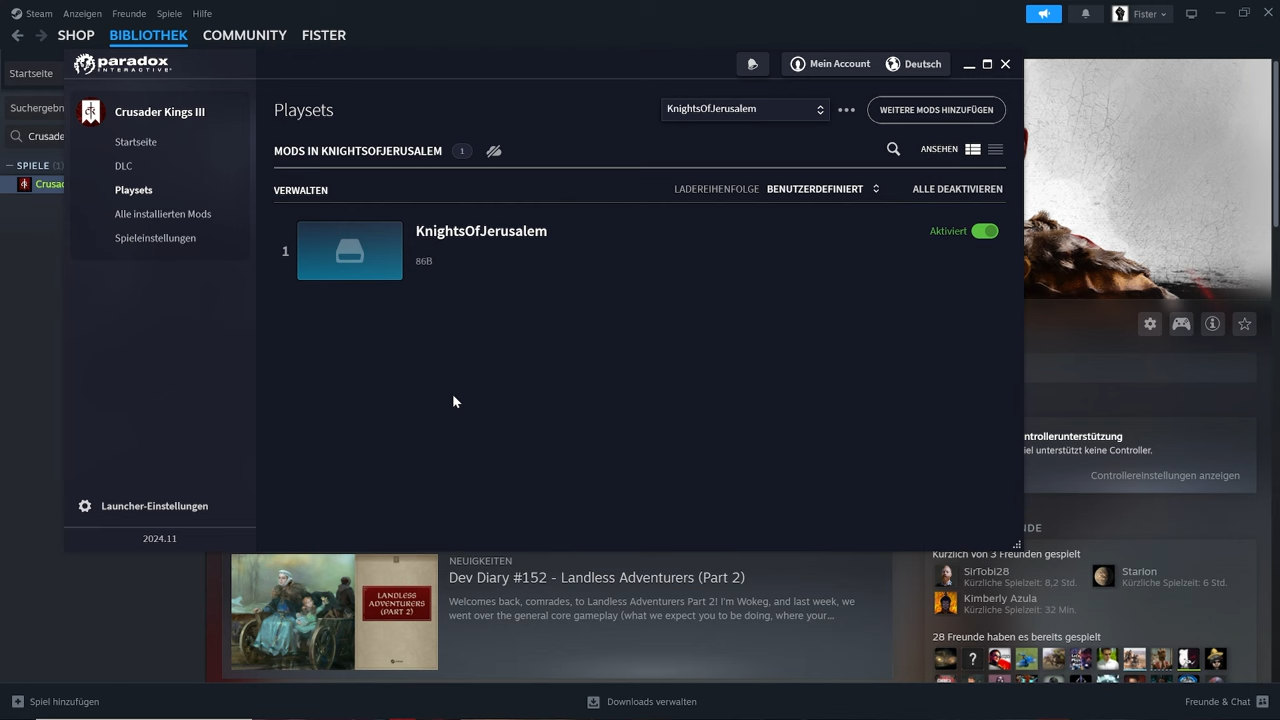 Steam Anzeigen Freunde Spiele Hilfe
Fister
SHOP BIBLIOTHEK COMMUNITY FISTER
Startseite
Suchergebn
Crusade
SPIELE (1)
Crusad
paradox
INTERACTIVE
Mein Account Deutsch
Crusader Kings III
Startseite
DLC
Playsets
Alle installierten Mods
Spieleinstellungen
Launcher-Einstellungen
2024.11
Playsets
KnightsOfJerusalem
WEITERE MODS HINZUFÜGEN
MODS IN KNIGHTSOFJERUSALEM 1
ANSEHEN
VERWALTEN
LADEREIHENFOLGE BENUTZERDEFINIERT
ALLE DEAKTIVIEREN
1 KnightsOfJerusalem
Aktiviert
86B
ntrollerunterstützung
iel unterstützt keine Controller.
Controllereinstellungen anzeigen
NDE
Kürzlich von 3 Freunden gespielt
SirTobi28
Kürzliche Spielzeit: 8,2 Std.
Starion
Kürzliche Spielzeit: 6 Std.
Kimberly Azula
Kürzliche Spielzeit: 32 Min.
28 Freunde haben es bereits gespielt
NEUIGKEITEN
Dev Diary #152 - Landless Adventurers (Part 2)
Welcomes back, comrades, to Landless Adventurers Part 2! I'm Wokeg, and last week, we
went over the general core gameplay (what we expect you to be doing, where your...
LANDLESS
ADVENTURERS
(PART 2)
Spiel hinzufügen
Downloads verwalten
Freunde & Chat